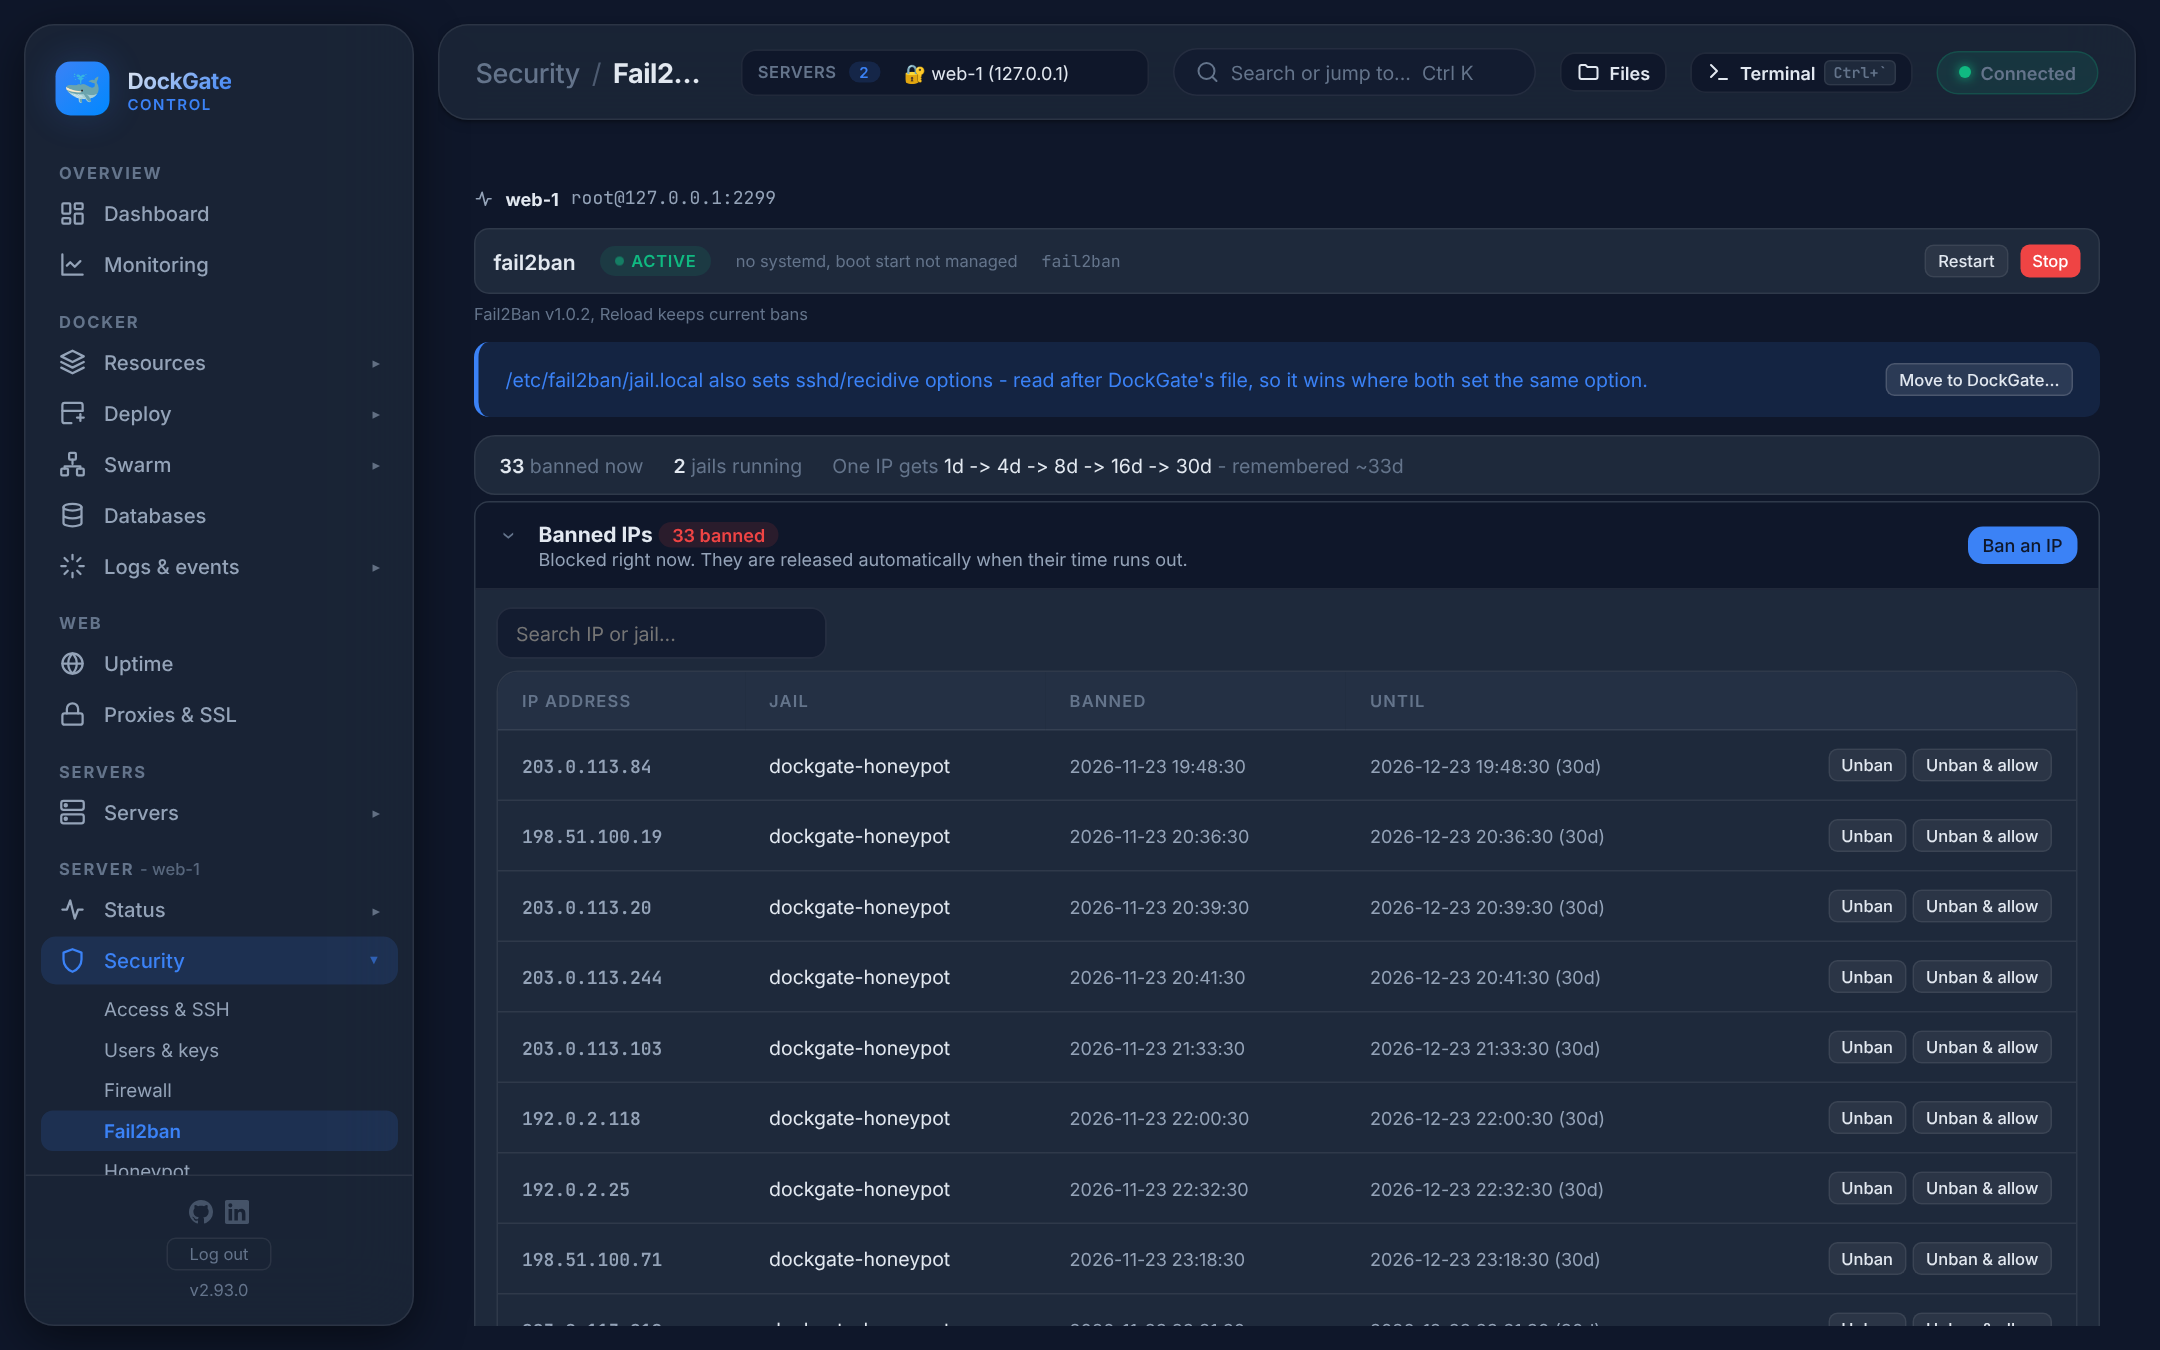 DockGate
CONTROL
OVERVIEW
Dashboard
Monitoring
DOCKER
Resources
Deploy
Swarm
Databases
Logs & events
WEB
Uptime
Proxies & SSL
SERVERS
Servers
SERVER - web-1
Status
Security
Access & SSH
Users & keys
Firewall
Fail2ban
Honeypot
Log out
v2.93.0
Security / Fail2...
SERVERS 2 web-1 (127.0.0.1)
Search or jump to... Ctrl K
Files
Terminal Ctrl+`
Connected
web-1 root@127.0.0.1:2299
fail2ban ACTIVE no systemd, boot start not managed fail2ban Restart Stop
Fail2Ban v1.0.2, Reload keeps current bans
/etc/fail2ban/jail.local also sets sshd/recidive options - read after DockGate's file, so it wins where both set the same option. Move to DockGate...
33 banned now 2 jails running One IP gets 1d -> 4d -> 8d -> 16d -> 30d - remembered ~33d
Banned IPs 33 banned
Blocked right now. They are released automatically when their time runs out.
Ban an IP
Search IP or jail...
IP ADDRESS JAIL BANNED UNTIL
203.0.113.84 dockgate-honeypot 2026-11-23 19:48:30 2026-12-23 19:48:30 (30d) Unban Unban & allow
198.51.100.19 dockgate-honeypot 2026-11-23 20:36:30 2026-12-23 20:36:30 (30d) Unban Unban & allow
203.0.113.20 dockgate-honeypot 2026-11-23 20:39:30 2026-12-23 20:39:30 (30d) Unban Unban & allow
203.0.113.244 dockgate-honeypot 2026-11-23 20:41:30 2026-12-23 20:41:30 (30d) Unban Unban & allow
203.0.113.103 dockgate-honeypot 2026-11-23 21:33:30 2026-12-23 21:33:30 (30d) Unban Unban & allow
192.0.2.118 dockgate-honeypot 2026-11-23 22:00:30 2026-12-23 22:00:30 (30d) Unban Unban & allow
192.0.2.25 dockgate-honeypot 2026-11-23 22:32:30 2026-12-23 22:32:30 (30d) Unban Unban & allow
198.51.100.71 dockgate-honeypot 2026-11-23 23:18:30 2026-12-23 23:18:30 (30d) Unban Unban & allow